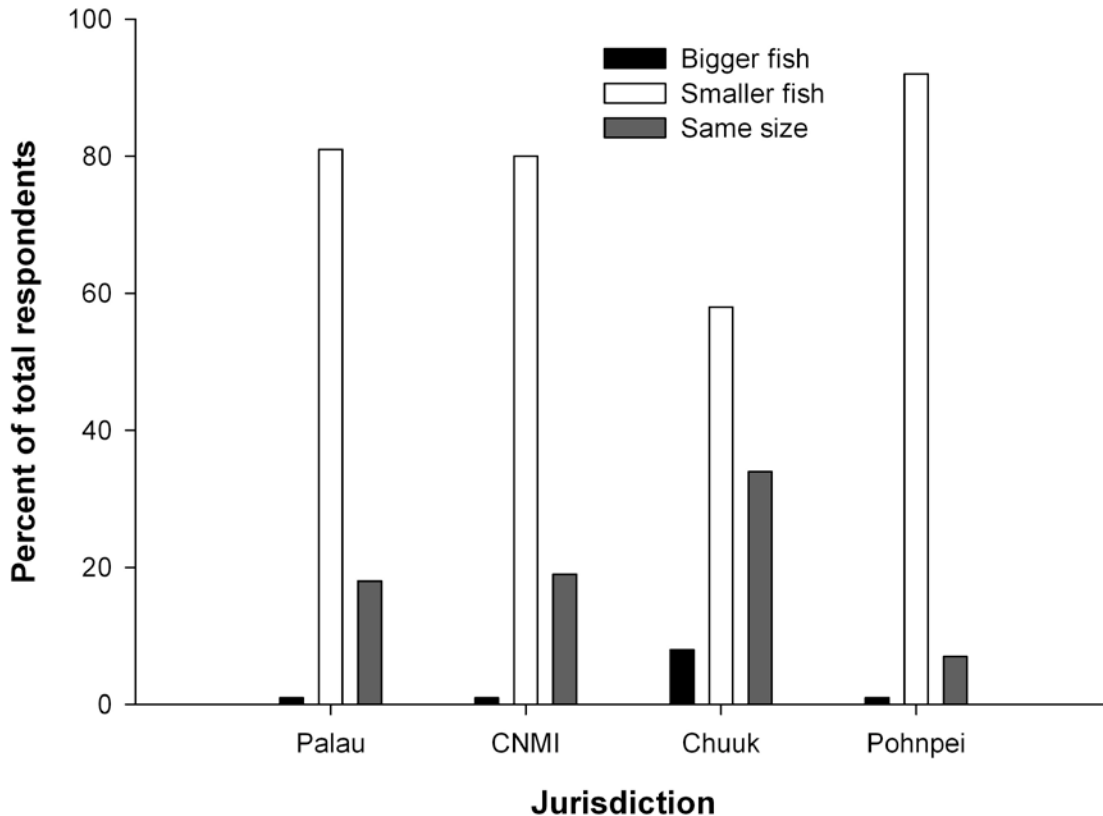 100
80
60
40
20
0
Percent of total respondents
Bigger fish
Smaller fish
Same size
Palau
CNMI
Chuuk
Pohnpei
Jurisdiction